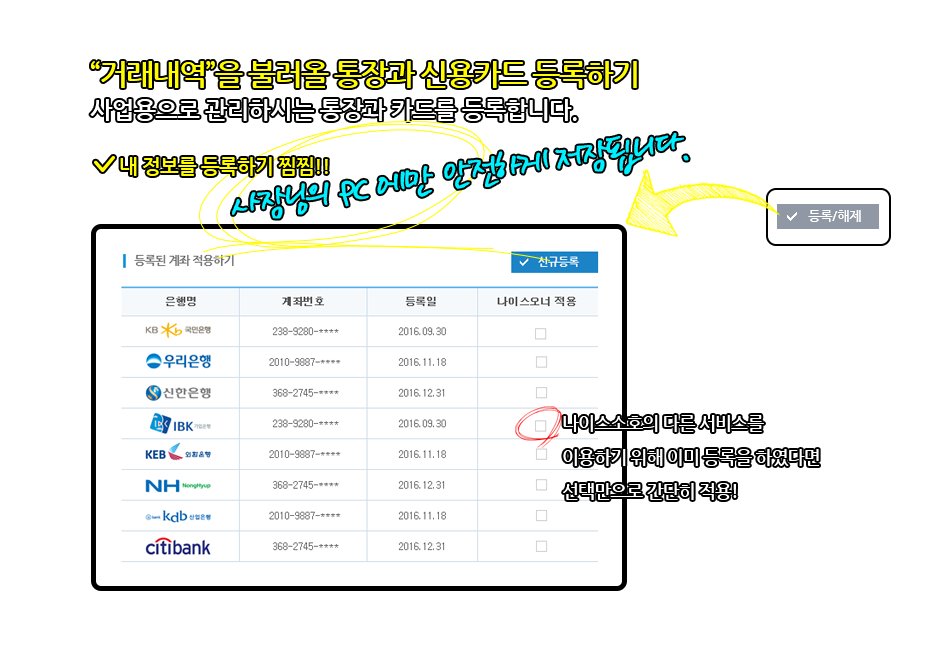 “거래내역”을 불러올 통장과 신용카드 등록하기
사업용으로 관리하시는 통장과 카드를 등록합니다.
내 정보를 등록하기 찜찜!!
사장님의 PC 에만 안전하게 저장됩니다.
등록/해제
등록된 계좌 적용하기
신규등록
은행명 계좌번호 등록일 나이스오너 적용
KB 국민은행 238-9280-**** 2016.09.30
우리은행 2010-9887-**** 2016.11.18
신한은행 368-2745-**** 2016.12.31
IBK 기업은행 238-9280-**** 2016.09.30
KEB 외환은행 2010-9887-**** 2016.11.18
NH NongHyup 368-2745-**** 2016.12.31
kdb 산업은행 2010-9887-**** 2016.11.18
citibank 368-2745-**** 2016.12.31
나이스소호의 다른 서비스를
이용하기 위해 이미 등록을 하였다면
선택만으로 간단히 적용!